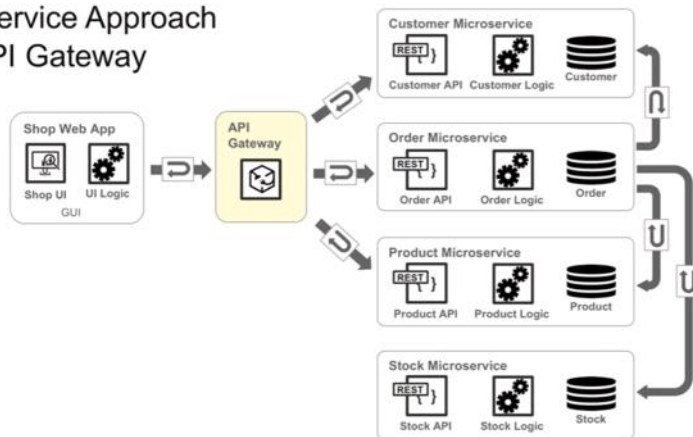 ervice Approach
PI Gateway
Shop Web App
Shop UI
UI Logic
GUI
API
Gateway
Customer Microservice
REST
Customer API
Customer Logic
Customer
Order Microservice
REST
Order API
Order Logic
Order
Product Microservice
REST
Product API
Product Logic
Product
Stock Microservice
REST
Stock API
Stock Logic
Stock